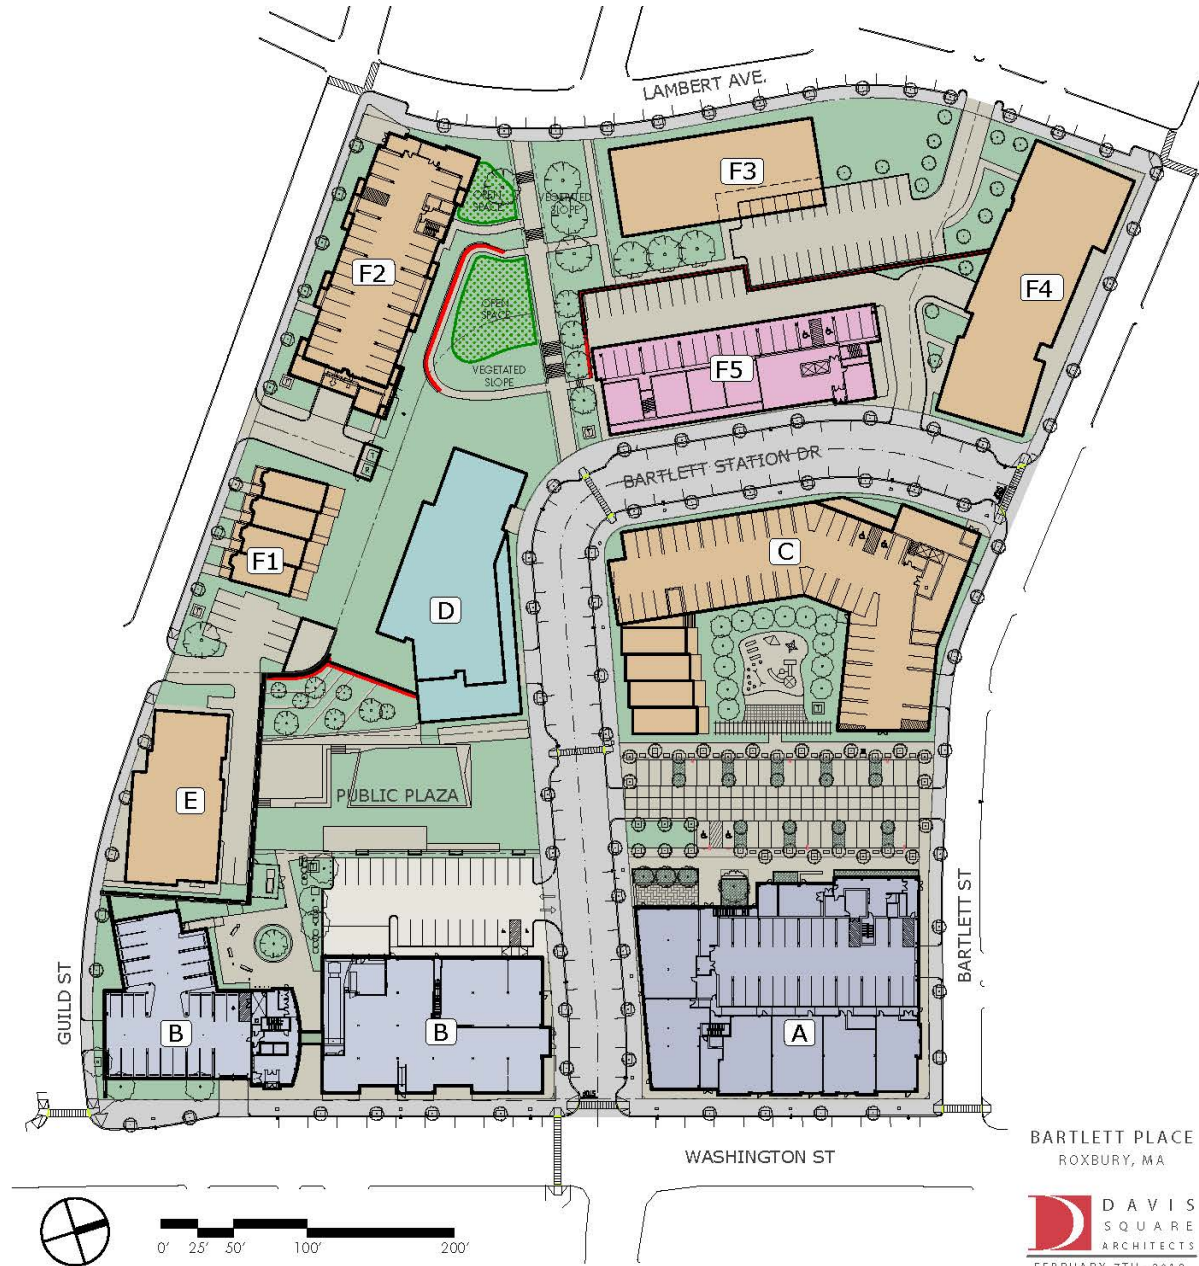 LAMBERT AVE.
F3
OPEN
SPACE
VEGETATED
SLOPE
F2
F4
OPEN
SPACE
VEGETATED
SLOPE
F5
BARTLETT STATION DR
C
F1
D
E
PUBLIC PLAZA
GUILD ST
BARTLETT ST
B
B
A
WASHINGTON ST
BARTLETT PLACE
ROXBURY, MA
DAVIS
SQUARE
ARCHITECTS
0' 25' 50' 100' 200'